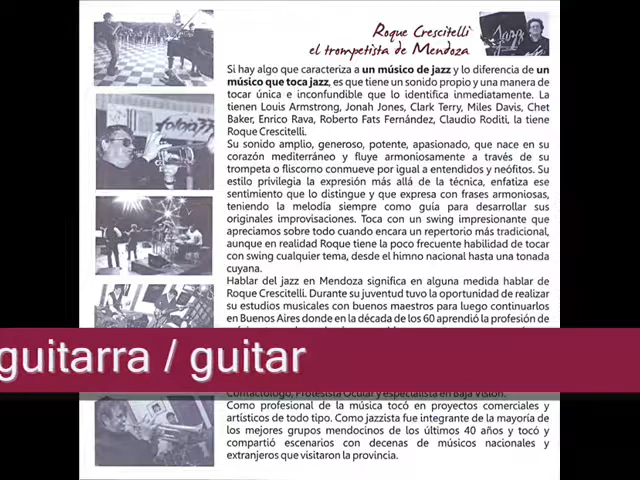 Roque Crescitelli
el trompetista de Mendoza
Jazz
Si hay algo que caracteriza a un músico de jazz y lo diferencia de un
músico que toca jazz, es que tiene un sonido propio y una manera de
tocar única e inconfundible que lo identifica inmediatamente. La
tienen Louis Armstrong, Jonah Jones, Clark Terry, Miles Davis, Chet
Baker, Enrico Rava, Roberto Fats Fernández, Claudio Roditi, la tiene
Roque Crescitelli.
Su sonido amplio, generoso, potente, apasionado, que nace en su
corazón mediterráneo y fluye armoniosamente a través de su
trompeta o fliscorno conmueve por igual a entendidos y neófitos. Su
estilo privilegia la expresión más allá de la técnica, enfatiza ese
sentimiento que lo distingue y que expresa con frases armoniosas,
teniendo la melodía siempre como guía para desarrollar sus
originales improvisaciones. Toca con un swing impresionante que
apreciamos sobre todo cuando encara un repertorio más tradicional,
aunque en realidad Roque tiene la poco frecuente habilidad de tocar
con swing cualquier tema, desde el himno nacional hasta una tonada
cuyana.
Hablar del jazz en Mendoza significa en alguna medida hablar de
Roque Crescitelli. Durante su juventud tuvo la oportunidad de realizar
su estudios musicales con buenos maestros para luego continuarlos
en Buenos Aires donde en la década de los 60 aprendió la profesión de
guitarra / guitar
Contactólogo, Protesista Ocular y especialista en Baja Visión.
Como profesional de la música tocó en proyectos comerciales y
artísticos de todo tipo. Como jazzista fue integrante de la mayoría de
los mejores grupos mendocinos de los últimos 40 años y tocó y
compartió escenarios con decenas de músicos nacionales y
extranjeros que visitaron la provincia.